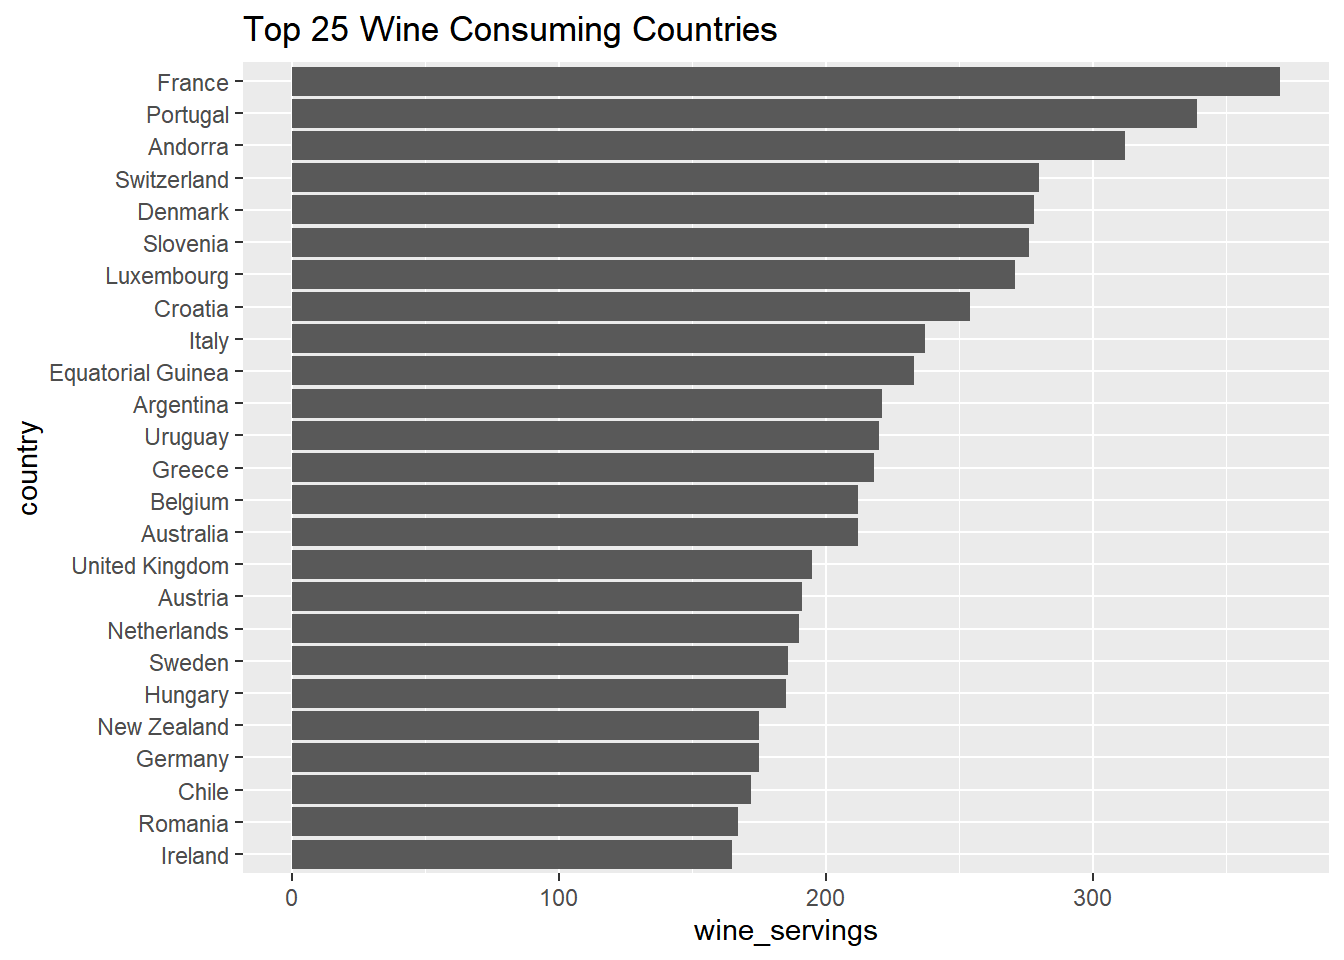 Top 25 Wine Consuming Countries
France
Portugal
Andorra
Switzerland
Denmark
Slovenia
Luxembourg
Croatia
Italy
Equatorial Guinea
Argentina
Uruguay
Greece
Belgium
Australia
United Kingdom
Austria
Netherlands
Sweden
Hungary
New Zealand
Germany
Chile
Romania
Ireland
country
0 100 200 300
wine_servings